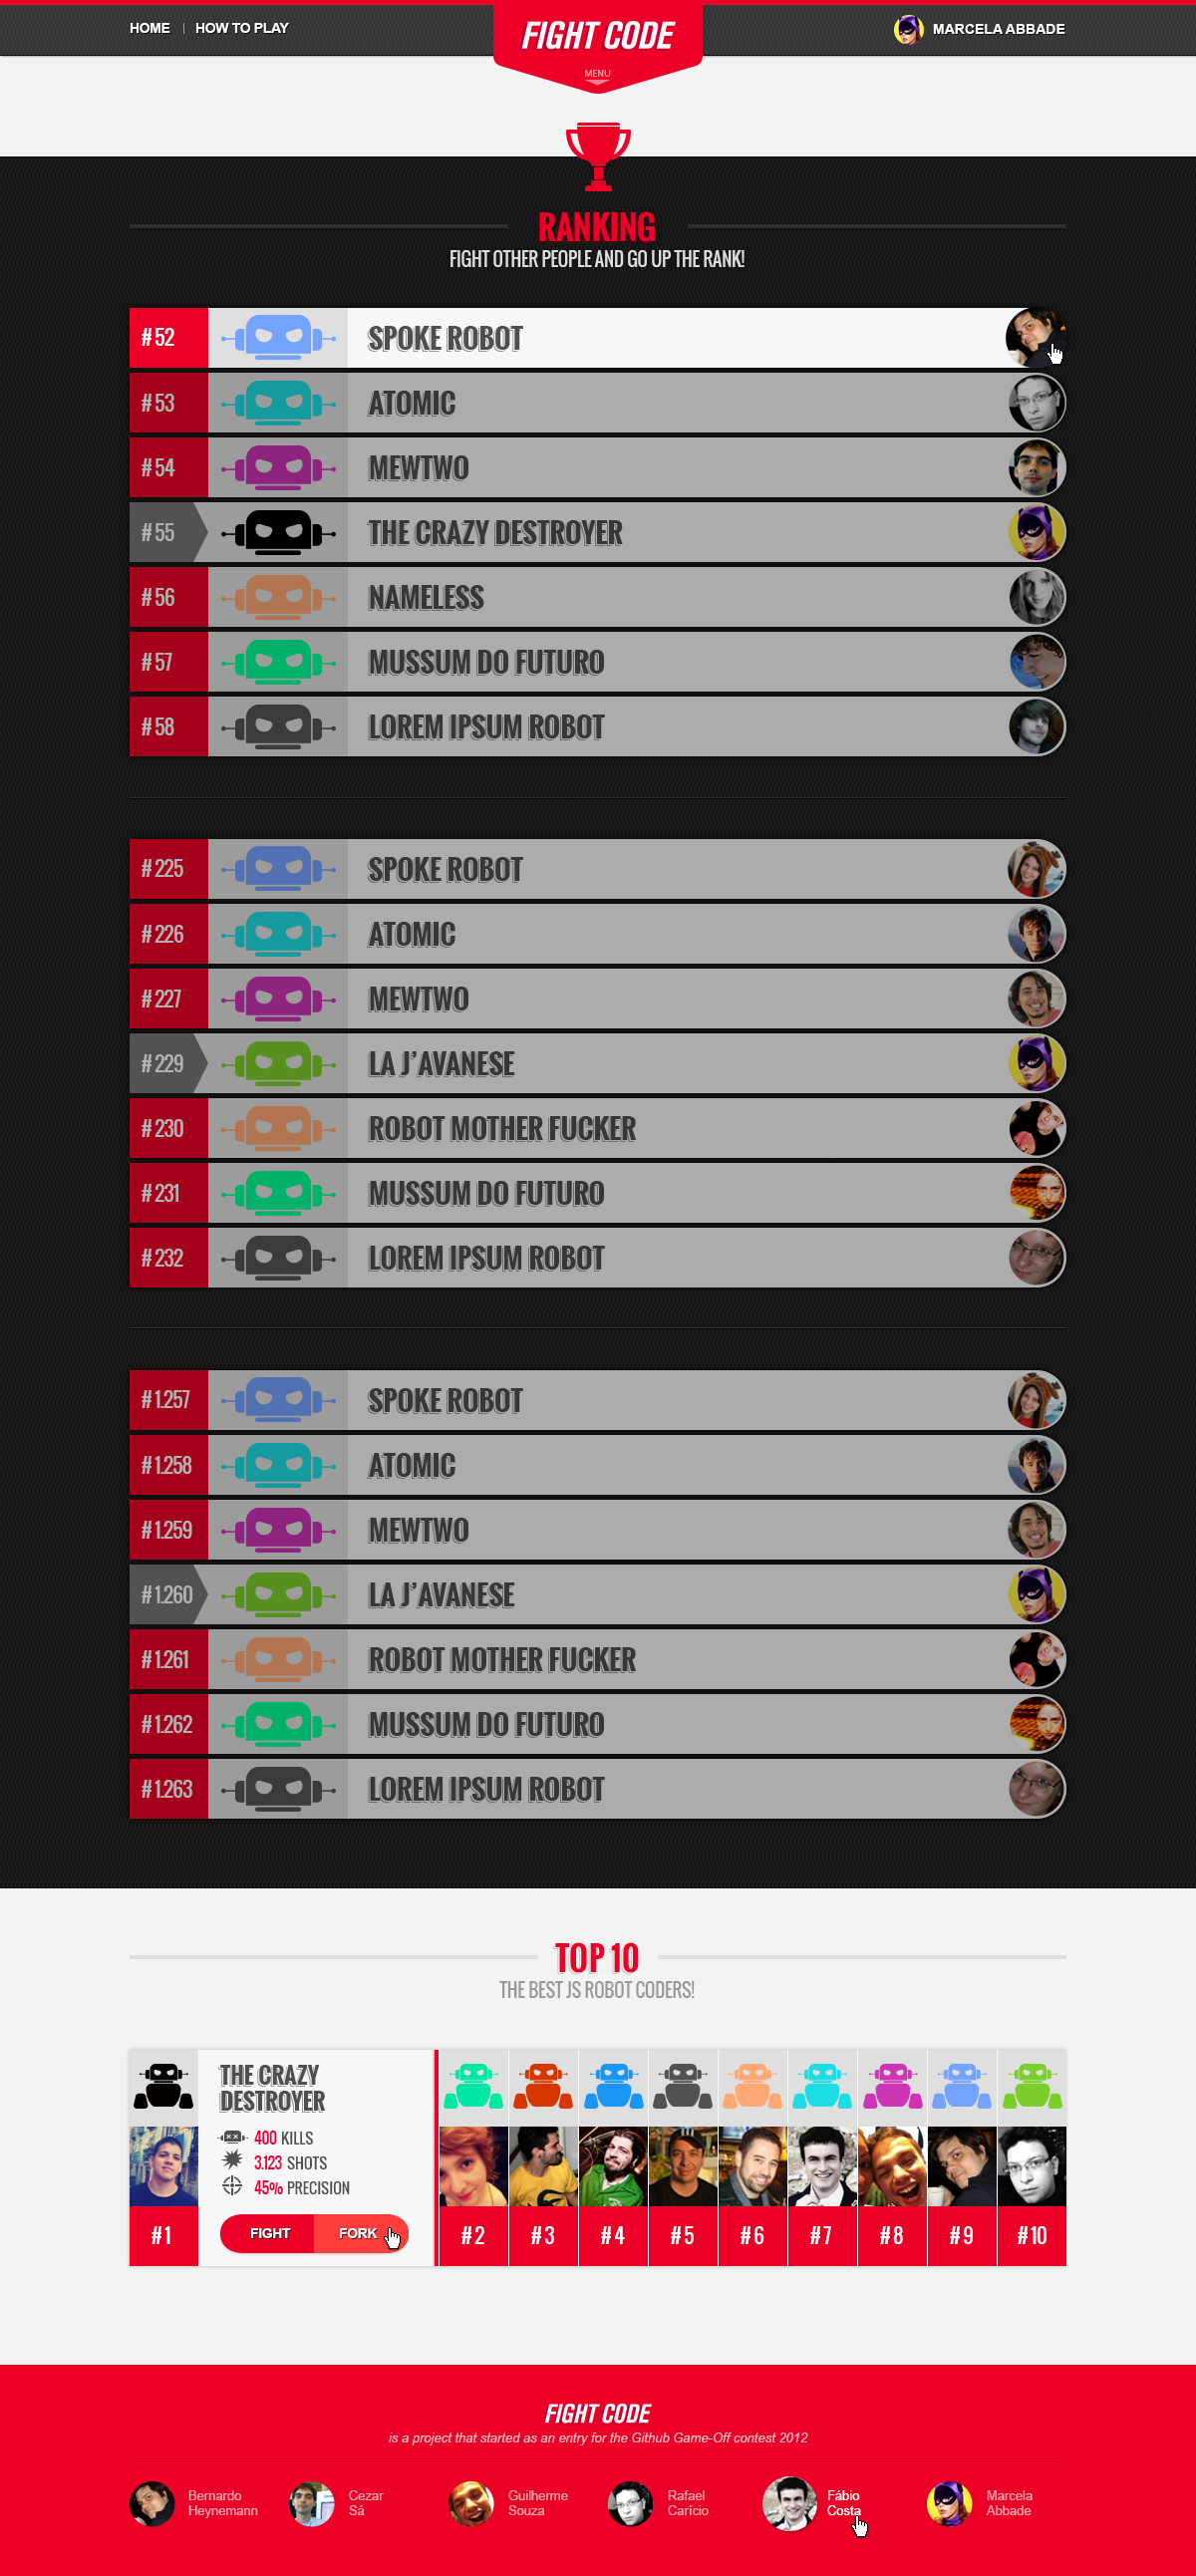 HOME | HOW TO PLAY
FIGHT CODE
MENU
MARCELA ABBADE
RANKING
FIGHT OTHER PEOPLE AND GO UP THE RANK!
#52 SPOKE ROBOT
#53 ATOMIC
#54 MEWTWO
#55 THE CRAZY DESTROYER
#56 NAMELESS
#57 MUSSUM DO FUTURO
#58 LOREM IPSUM ROBOT
#225 SPOKE ROBOT
#226 ATOMIC
#227 MEWTWO
#229 LA J’AVANESE
#230 ROBOT MOTHER FUCKER
#231 MUSSUM DO FUTURO
#232 LOREM IPSUM ROBOT
#1.257 SPOKE ROBOT
#1.258 ATOMIC
#1.259 MEWTWO
#1.260 LA J’AVANESE
#1.261 ROBOT MOTHER FUCKER
#1.262 MUSSUM DO FUTURO
#1.263 LOREM IPSUM ROBOT
TOP 10
THE BEST JS ROBOT CODERS!
THE CRAZY
DESTROYER
400 KILLS
3.123 SHOTS
45% PRECISION
FIGHT FORK
#1 #2 #3 #4 #5 #6 #7 #8 #9 #10
FIGHT CODE
is a project that started as an entry for the Github Game-Off contest 2012
Bernardo
Heynemann
Cezar
Sá
Guilherme
Souza
Rafael
Carício
Fábio
Costa
Marcela
Abbade